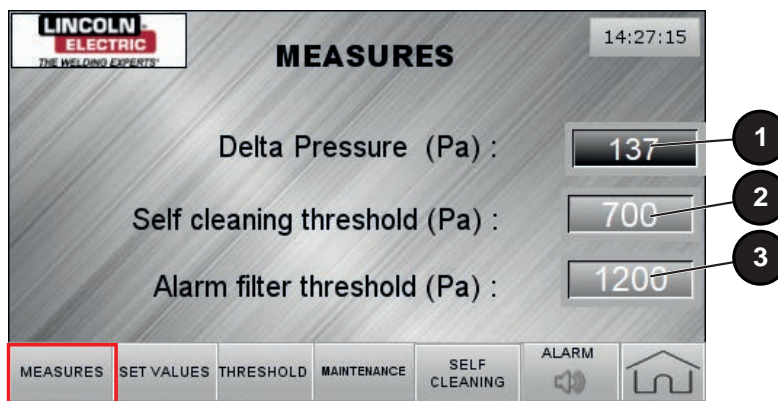 LINCOLN
ELECTRIC
THE WELDING EXPERTS®
14:27:15
MEASURES
Delta Pressure (Pa) : 137
1
Self cleaning threshold (Pa) : 700
2
Alarm filter threshold (Pa) : 1200
3
MEASURES SET VALUES THRESHOLD MAINTENANCE SELF CLEANING ALARM